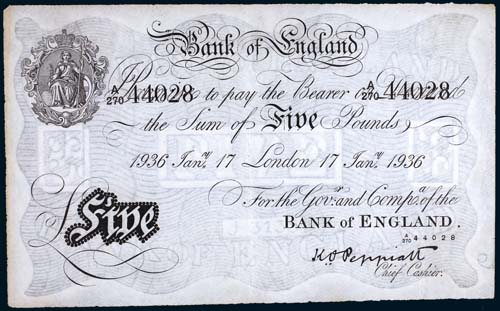 Bank of England
I Promise to pay the Bearer on Demand
A/270 44028 A/270 44028
the Sum of Five Pounds
1936 Janry 17 London 17 Janry 1936
For the Govr and Compa of the
Five BANK of ENGLAND.
A/270 44028
K.O. Peppiatt
Chief Cashier.